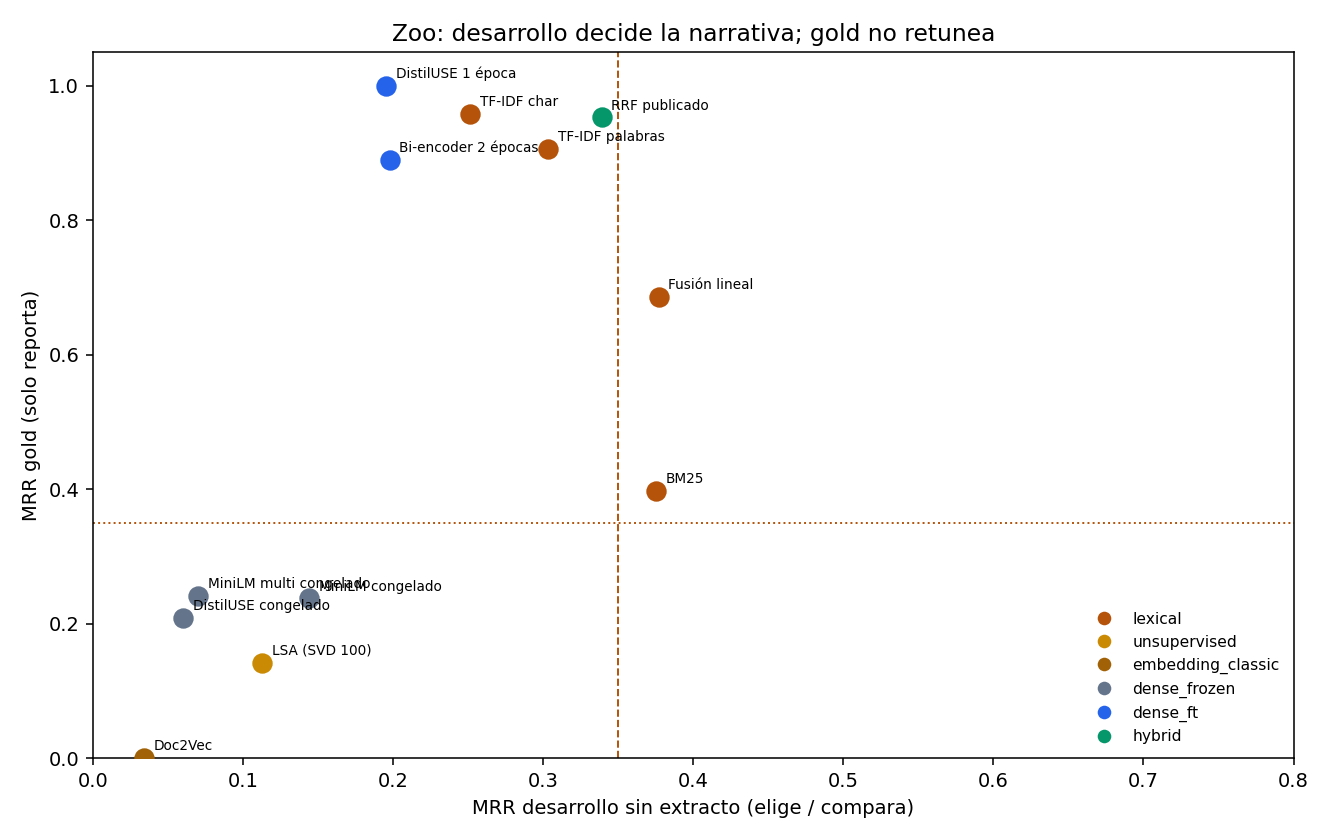 Zoo: desarrollo decide la narrativa; gold no retunea
MRR gold (solo reporta)
1.0
0.8
0.6
0.4
0.2
0.0
DistilUSE 1 época
TF-IDF char
RRF publicado
TF-IDF palabras
Bi-encoder 2 épocas
Fusión lineal
BM25
MiniLM multi congelado
MiniLM congelado
DistilUSE congelado
LSA (SVD 100)
Doc2Vec
lexical
unsupervised
embedding_classic
dense_frozen
dense_ft
hybrid
0.0 0.1 0.2 0.3 0.4 0.5 0.6 0.7 0.8
MRR desarrollo sin extracto (elige / compara)